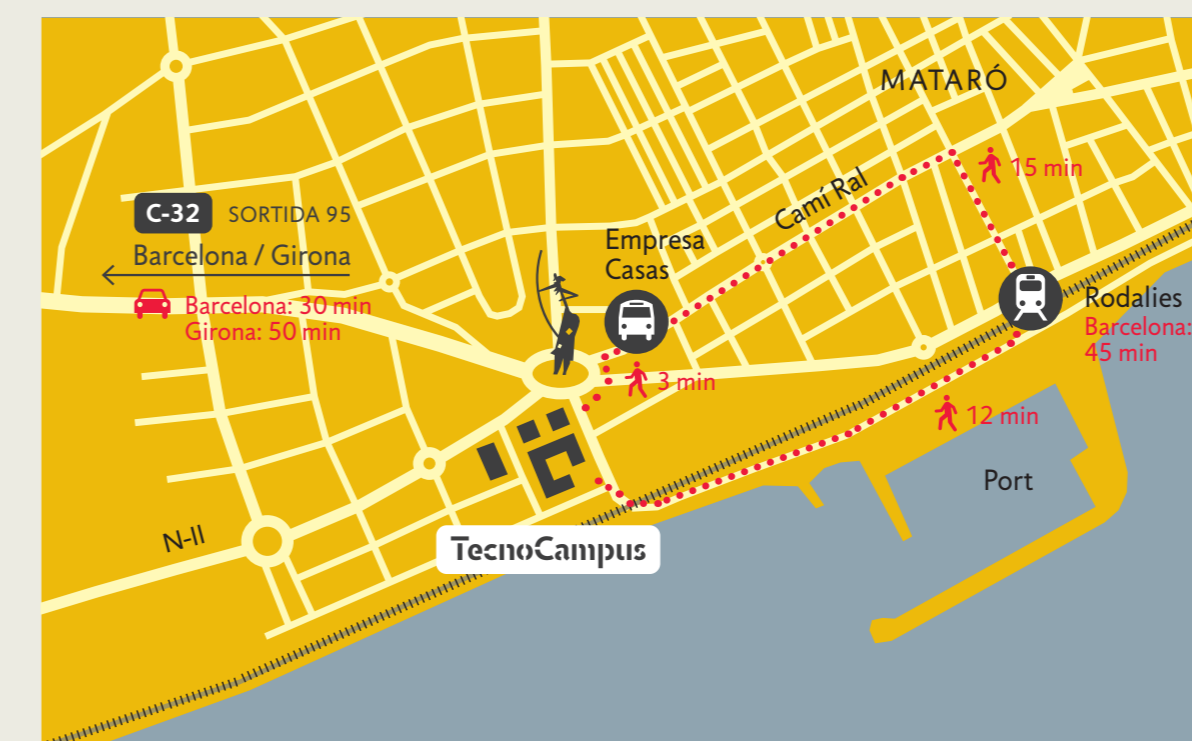 MATARÓ
15 min
Camí Ral
C-32 SORTIDA 95
Barcelona / Girona
Barcelona: 30 min
Girona: 50 min
Empresa
Casas
3 min
Rodalies
Barcelona:
45 min
12 min
Port
N-II
TecnoCampus